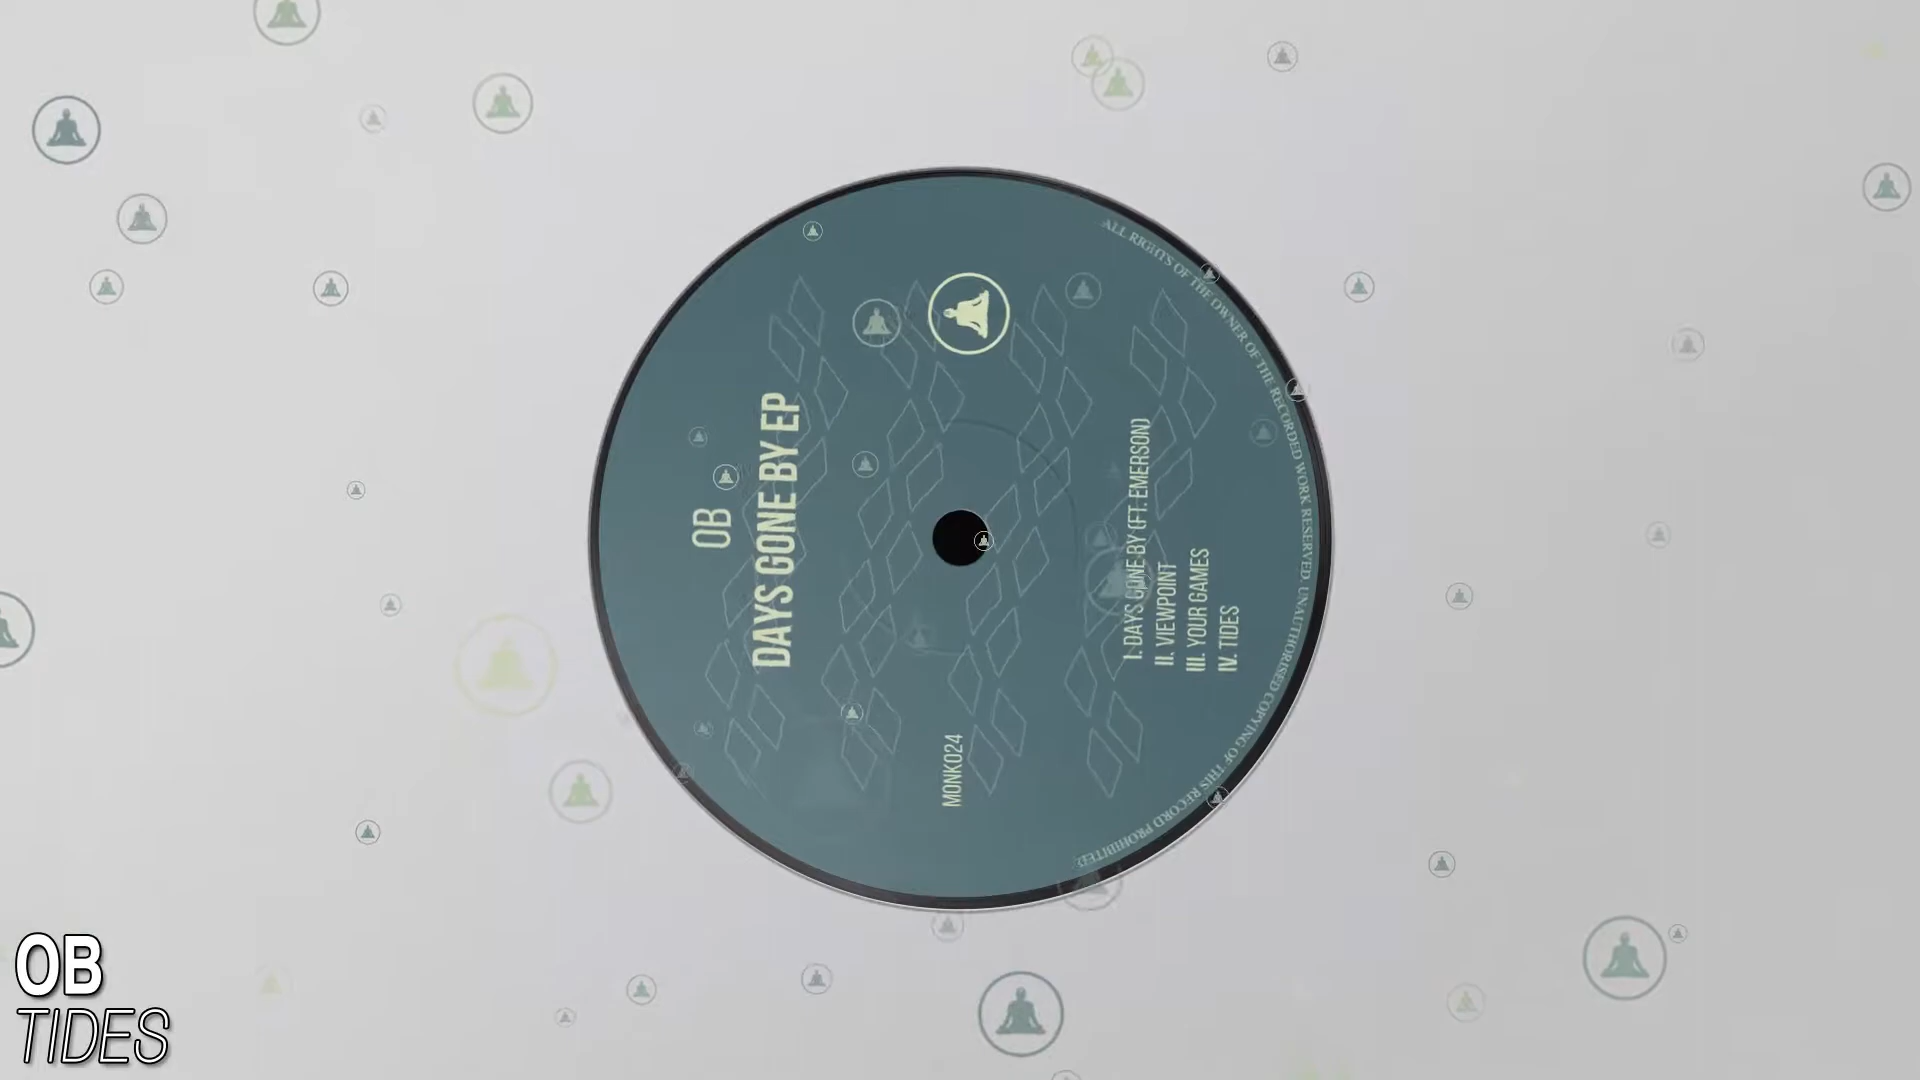 OB
DAYS GONE BY EP
MONK024
I. DAYS GONE BY (FT. EMERSON)
II. VIEWPOINT
III. YOUR GAMES
IV. TIDES
ALL RIGHTS OF THE OWNER OF THE RECORDED WORK RESERVED. UNAUTHORISED COPYING OF THIS RECORD PROHIBITED.
OB
TIDES